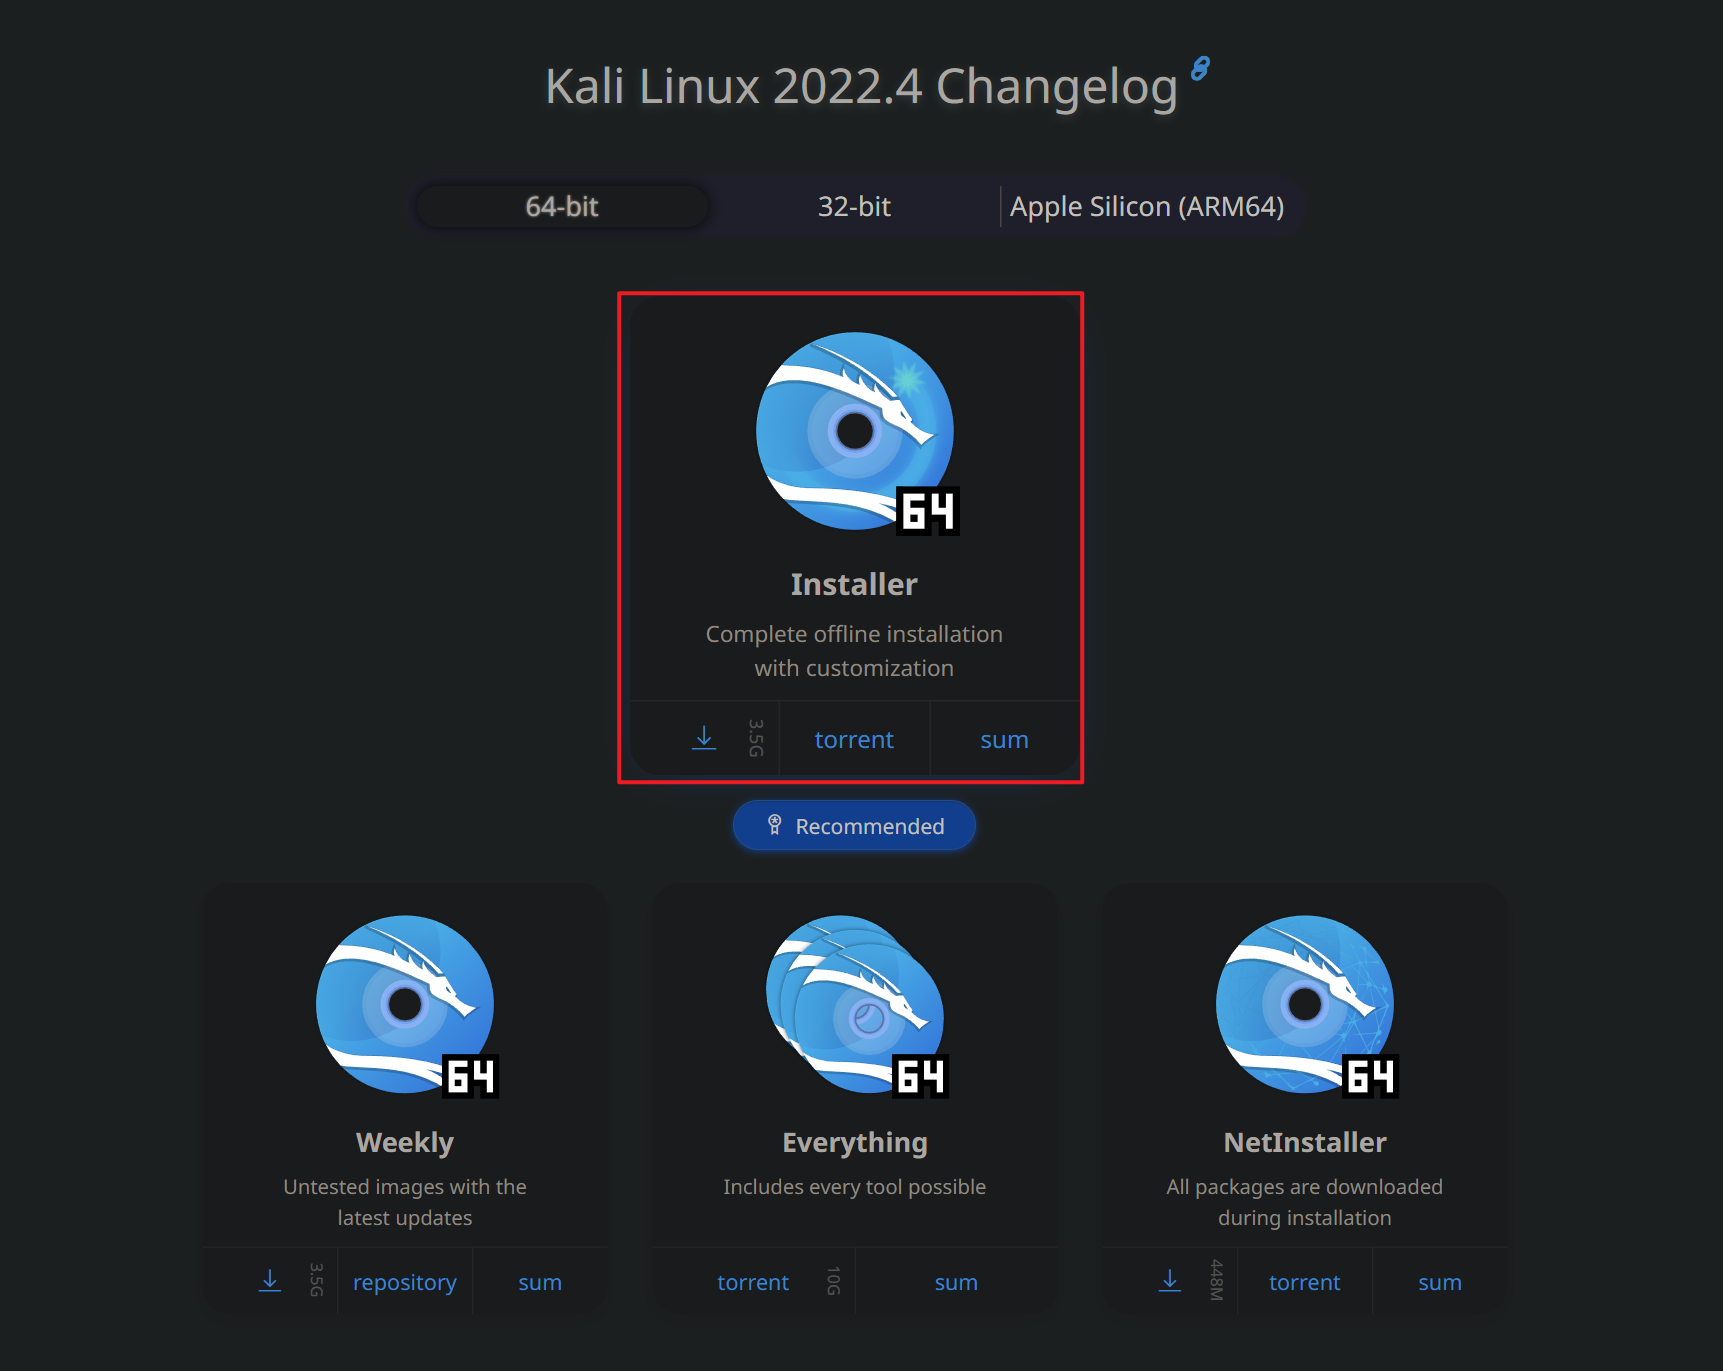 Kali Linux 2022.4 Changelog
64-bit
32-bit
Apple Silicon (ARM64)
64
Installer
Complete offline installation
with customization
3.5G
torrent
sum
Recommended
64
64
64
Weekly
Everything
NetInstaller
Untested images with the
latest updates
Includes every tool possible
All packages are downloaded
during installation
3.5G
repository
sum
torrent
10G
sum
448M
torrent
sum